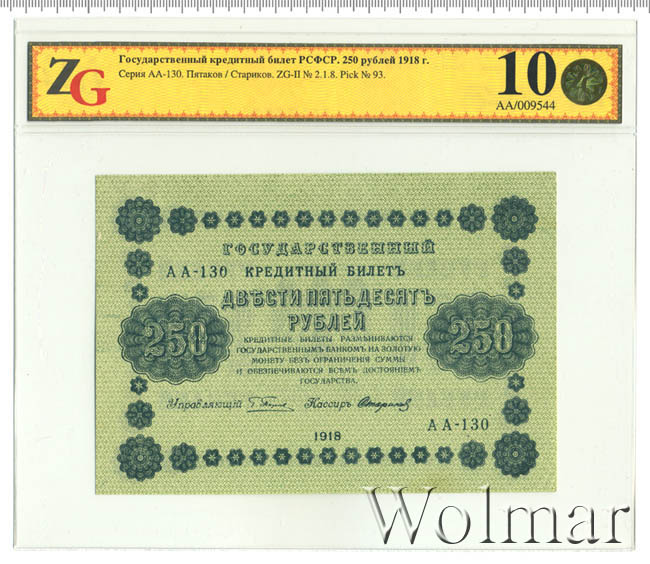 ZG
Государственный кредитный билет РСФСР. 250 рублей 1918 г.
Серия АА-130. Пятаков / Стариков. ZG-II № 2.1.8. Pick № 93.
10
АА/009544
ГОСУДАРСТВЕННЫЙ
АА-130 КРЕДИТНЫЙ БИЛЕТЪ
ДВѢСТИ ПЯТЬДЕСЯТЪ
РУБЛЕЙ
250 250
КРЕДИТНЫЕ БИЛЕТЫ РАЗМѢНИВАЮТСЯ
ГОСУДАРСТВЕННЫМЪ БАНКОМЪ НА ЗОЛОТУЮ
МОНЕТУ БЕЗЪ ОГРАНИЧЕНІЯ СУММЫ
И ОБЕЗПЕЧИВАЮТСЯ ВСѢМЪ ДОСТОЯНІЕМЪ
ГОСУДАРСТВА.
Управляющій Кассиръ
АА-130
1918
Wolmar